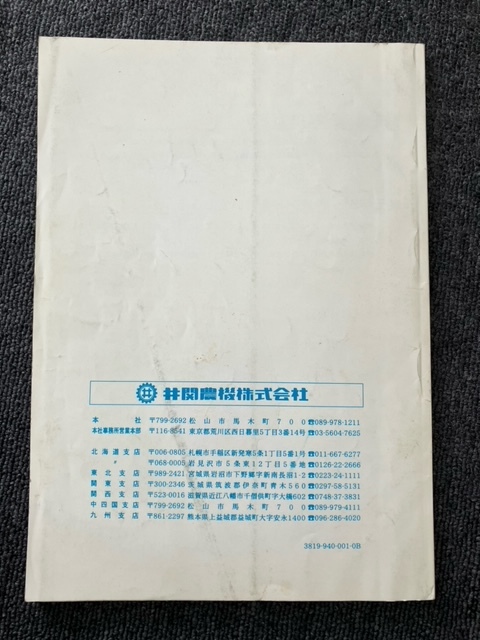 井 井関農機株式会社
本社 〒799-2692 松山市馬木町700☎089-978-1211
本社事務所営業本部 〒116-8541 東京都荒川区西日暮里5丁目3番14号☎03-5604-7625
北海道支店 〒006-0805 札幌市手稲区新発寒5条1丁目5番1号☎011-667-6277
〃 〒068-0005 岩見沢市5条東12丁目5番地☎0126-22-2666
東北支店 〒989-2421 宮城県岩沼市下野郷字新南長沼1-2☎0223-24-1111
関東支店 〒300-2346 茨城県筑波郡伊奈町青木560☎0297-58-5131
関西支店 〒523-0016 滋賀県近江八幡市千僧供町字大橋602☎0748-37-3831
中四国支店 〒799-2692 松山市馬木町700☎089-979-4111
九州支店 〒861-2297 熊本県上益城郡益城町大字安永1400☎096-286-4020
3819-940-001-0B